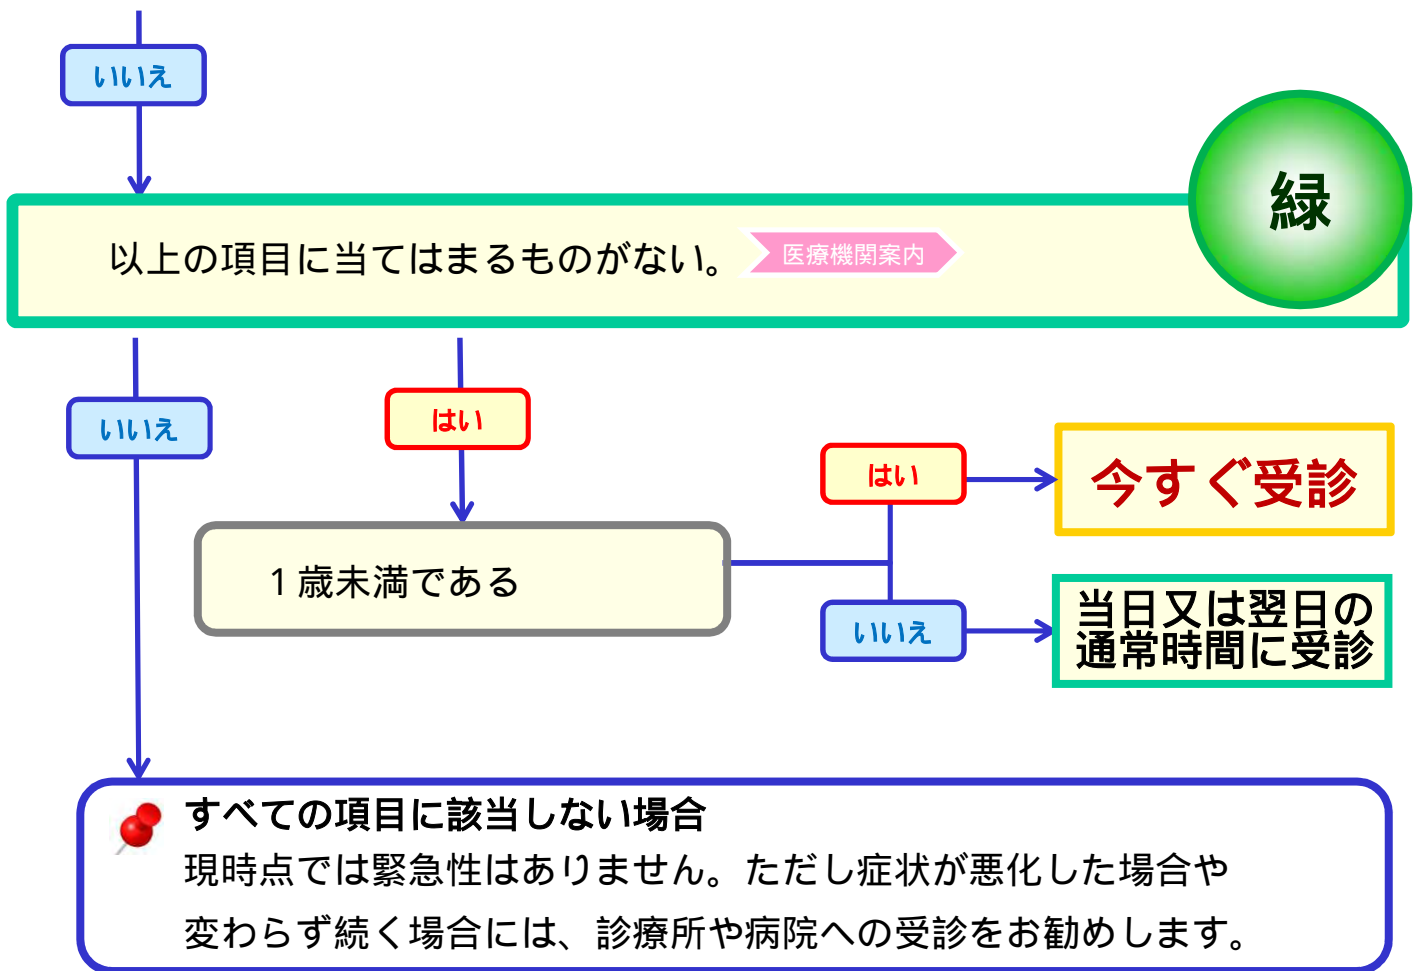 いいえ
緑
以上の項目に当てはまるものがない。 医療機関案内
いいえ
はい
はい
今すぐ受診
１歳未満である
いいえ
当日又は翌日の
通常時間に受診
すべての項目に該当しない場合
現時点では緊急性はありません。ただし症状が悪化した場合や
変わらず続く場合には、診療所や病院への受診をお勧めします。